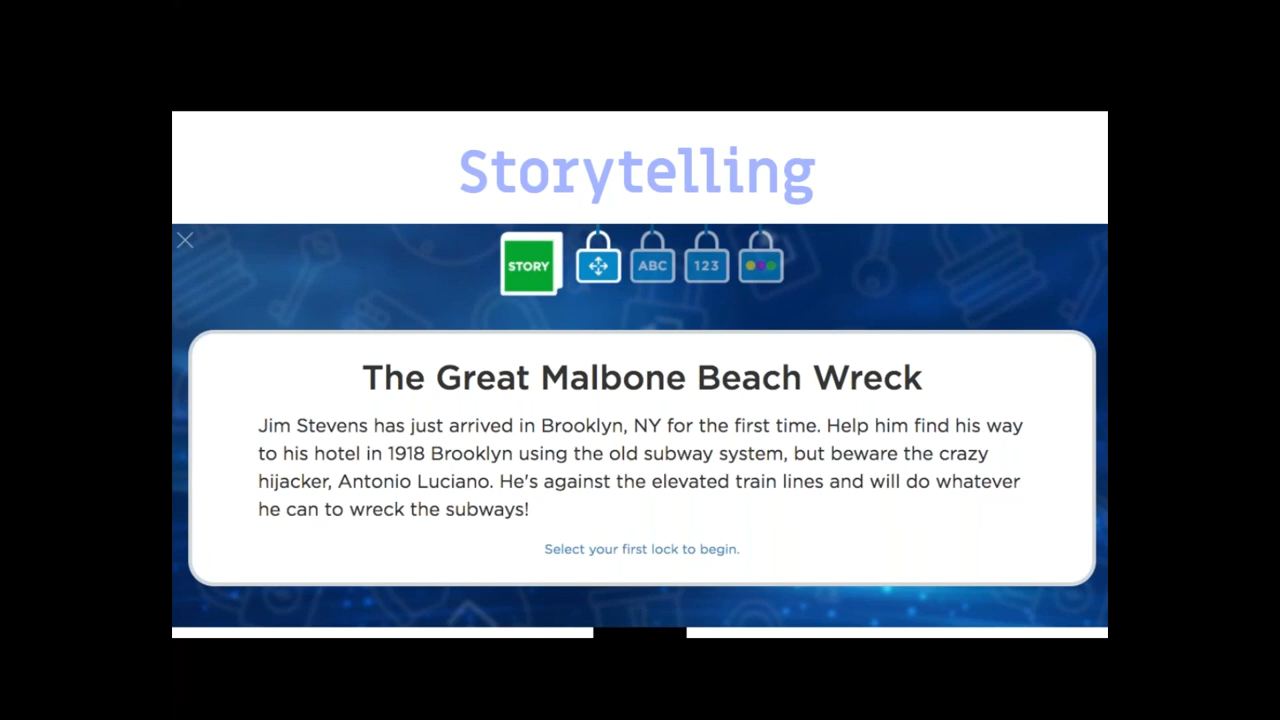 Storytelling
STORY
ABC
123
The Great Malbone Beach Wreck
Jim Stevens has just arrived in Brooklyn, NY for the first time. Help him find his way
to his hotel in 1918 Brooklyn using the old subway system, but beware the crazy
hijacker, Antonio Luciano. He's against the elevated train lines and will do whatever
he can to wreck the subways!
Select your first lock to begin.